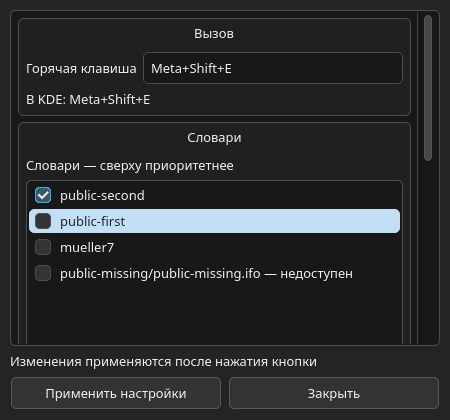 Вызов
Горячая клавиша Meta+Shift+E
В KDE: Meta+Shift+E
Словари
Словари — сверху приоритетнее
public-second
public-first
mueller7
public-missing/public-missing.ifo — недоступен
Изменения применяются после нажатия кнопки
Применить настройки Закрыть